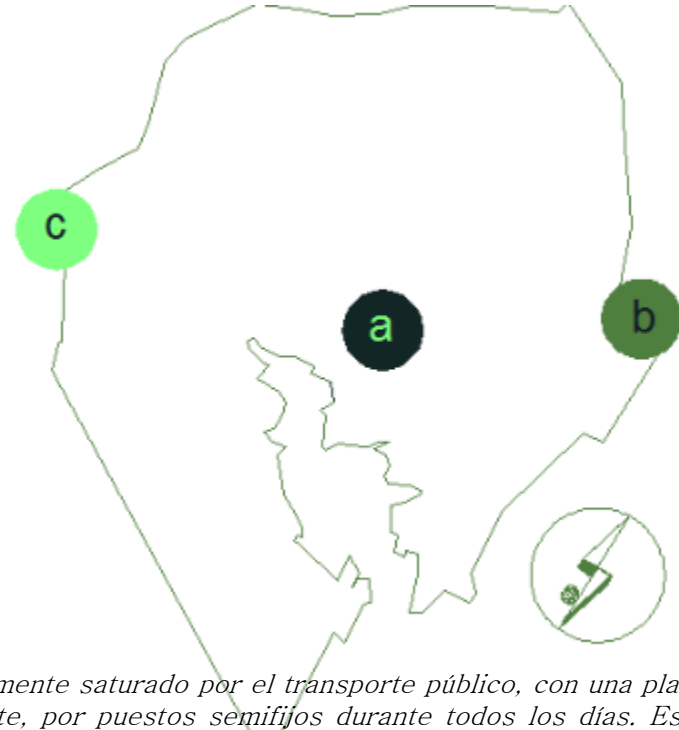 c
a
b
mente saturado por el transporte público, con una pla
te, por puestos semifijos durante todos los días. Es